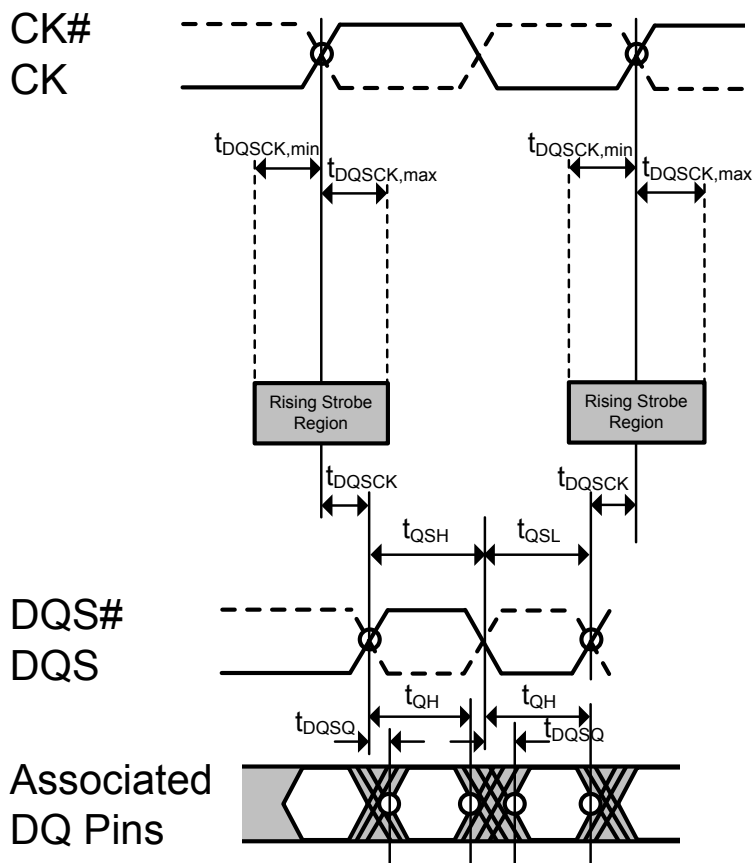 CK#
CK
tDQSCK,min
tDQSCK,max
tDQSCK,min
tDQSCK,max
Rising Strobe
Region
Rising Strobe
Region
tDQSCK
tDQSCK
tQSH
tQSL
DQS#
DQS
tQH
tQH
tDQSQ
tDQSQ
Associated
DQ Pins